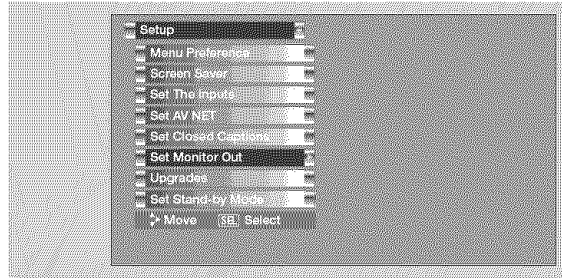 Setup
Menu Preference
Screen Saver
Set The Inputs
Set AV NET
Set Closed Captions
Set Monitor Out
Upgrades
Set Stand-by Mode
Move SEL Select